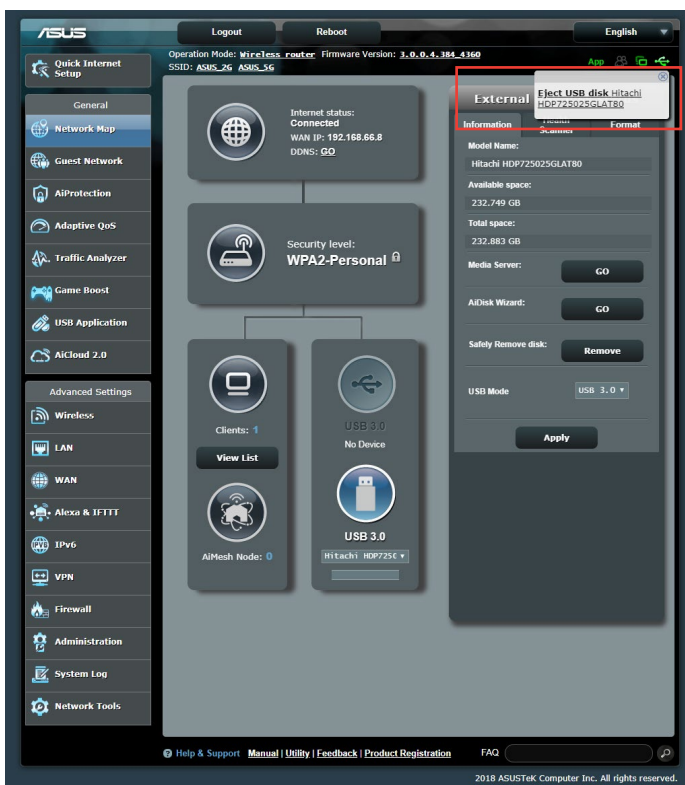 ASUS
Logout
Reboot
English
Quick Internet
Setup
Operation Mode: Wireless router Firmware Version: 3.0.0.4.384_4360
SSID: ASUS_2G ASUS_5G
App
General
Network Map
Guest Network
AiProtection
Adaptive QoS
Traffic Analyzer
Game Boost
USB Application
AiCloud 2.0
Advanced Settings
Wireless
LAN
WAN
Alexa & IFTTT
IPv6
VPN
Firewall
Administration
System Log
Network Tools
Internet status:
Connected
WAN IP: 192.168.66.8
DDNS: GO
Security level:
WPA2-Personal
Clients: 1
View List
AiMesh Node: 0
USB 3.0
No Device
USB 3.0
Hitachi HDP725
External
Eject USB disk Hitachi
HDP725025GLAT80
Information
Health
Scanner
Format
Model Name:
Hitachi HDP725025GLAT80
Available space:
232.749 GB
Total space:
232.883 GB
Media Server:
GO
AiDisk Wizard:
GO
Safely Remove disk:
Remove
USB Mode
USB 3.0
Apply
Help & Support Manual | Utility | Feedback | Product Registration
FAQ
2018 ASUSTeK Computer Inc. All rights reserved.